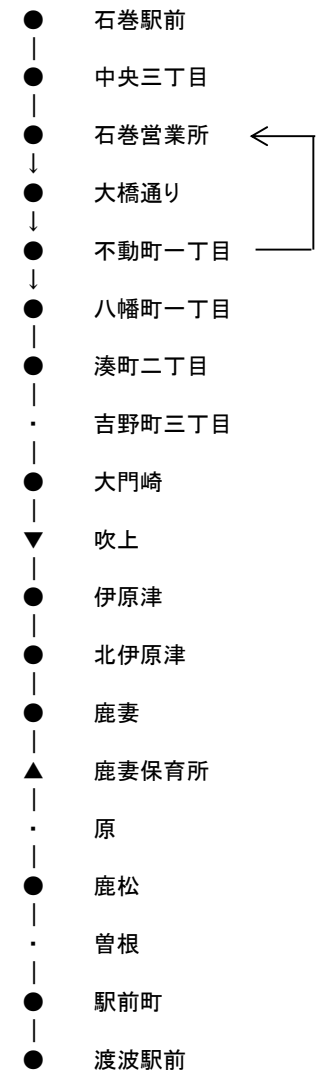 ● 石巻駅前
● 中央三丁目
● 石巻営業所
● 大橋通り
● 不動町一丁目
● 八幡町一丁目
● 湊町二丁目
・ 吉野町三丁目
● 大門崎
▼ 吹上
● 伊原津
● 北伊原津
● 鹿妻
▲ 鹿妻保育所
・ 原
● 鹿松
・ 曽根
● 駅前町
● 渡波駅前